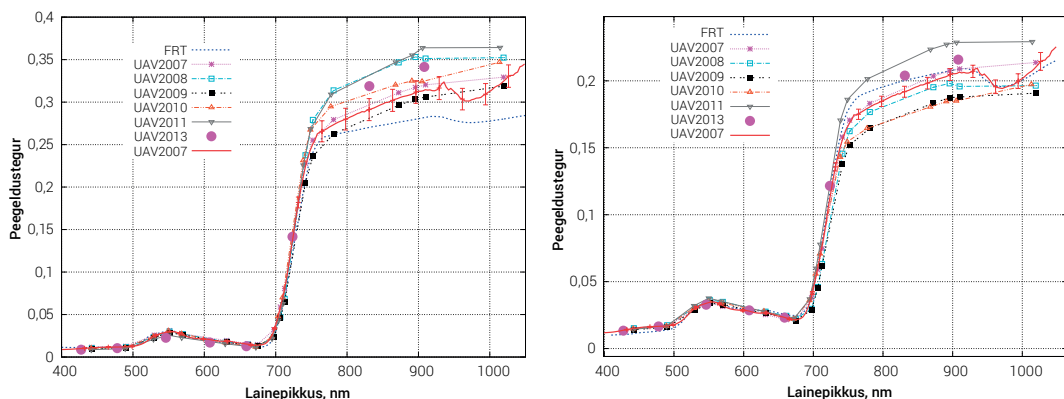 0,4
0,35
0,3
0,25
0,2
0,15
0,1
0,05
0
Peegeldustegur
FRT
UAV2007
UAV2008
UAV2009
UAV2010
UAV2011
UAV2013
UAV2007
400 500 600 700 800 900 1000
Lainepikkus, nm
0,2
0,15
0,1
0,05
0
Peegeldustegur
FRT
UAV2007
UAV2008
UAV2009
UAV2010
UAV2011
UAV2013
UAV2007
400 500 600 700 800 900 1000
Lainepikkus, nm